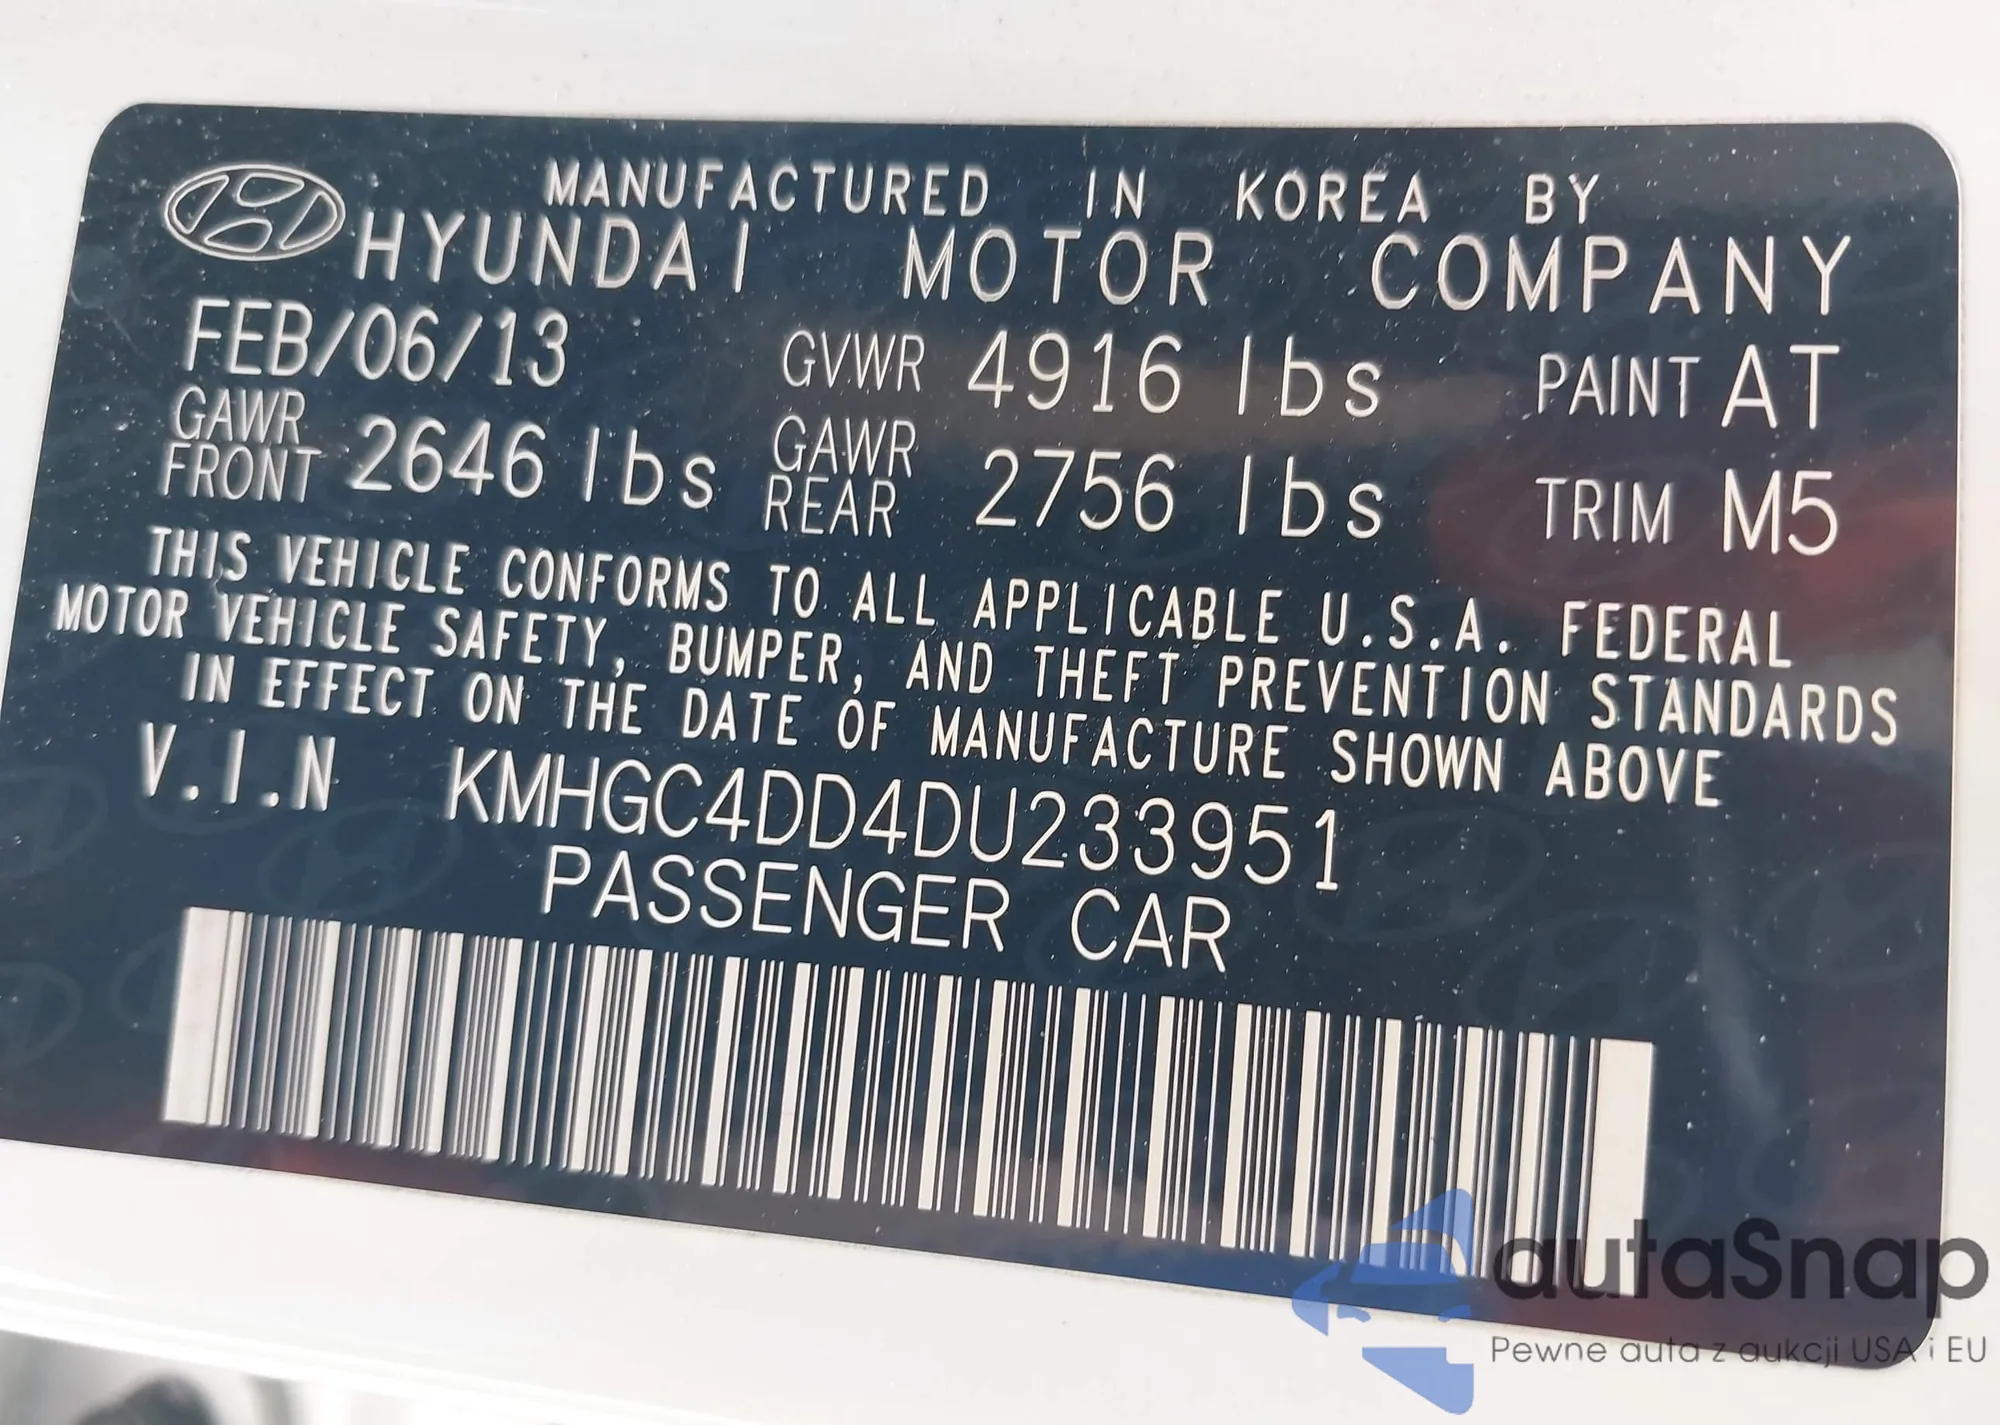 MANUFACTURED IN KOREA BY
HYUNDAI MOTOR COMPANY
FEB/06/13 GVWR 4916 lbs PAINT AT
GAWR FRONT 2646 lbs GAWR REAR 2756 lbs TRIM M5
THIS VEHICLE CONFORMS TO ALL APPLICABLE U.S.A. FEDERAL
MOTOR VEHICLE SAFETY, BUMPER, AND THEFT PREVENTION STANDARDS
IN EFFECT ON THE DATE OF MANUFACTURE SHOWN ABOVE
V.I.N KMHGC4DD4DU233951
PASSENGER CAR
autaSnap
Pewne auta z aukcji USA i EU